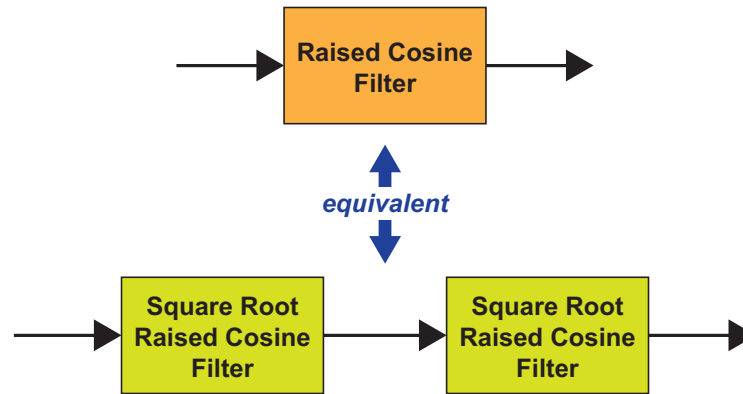 Raised Cosine
Filter
equivalent
Square Root
Raised Cosine
Filter
Square Root
Raised Cosine
Filter